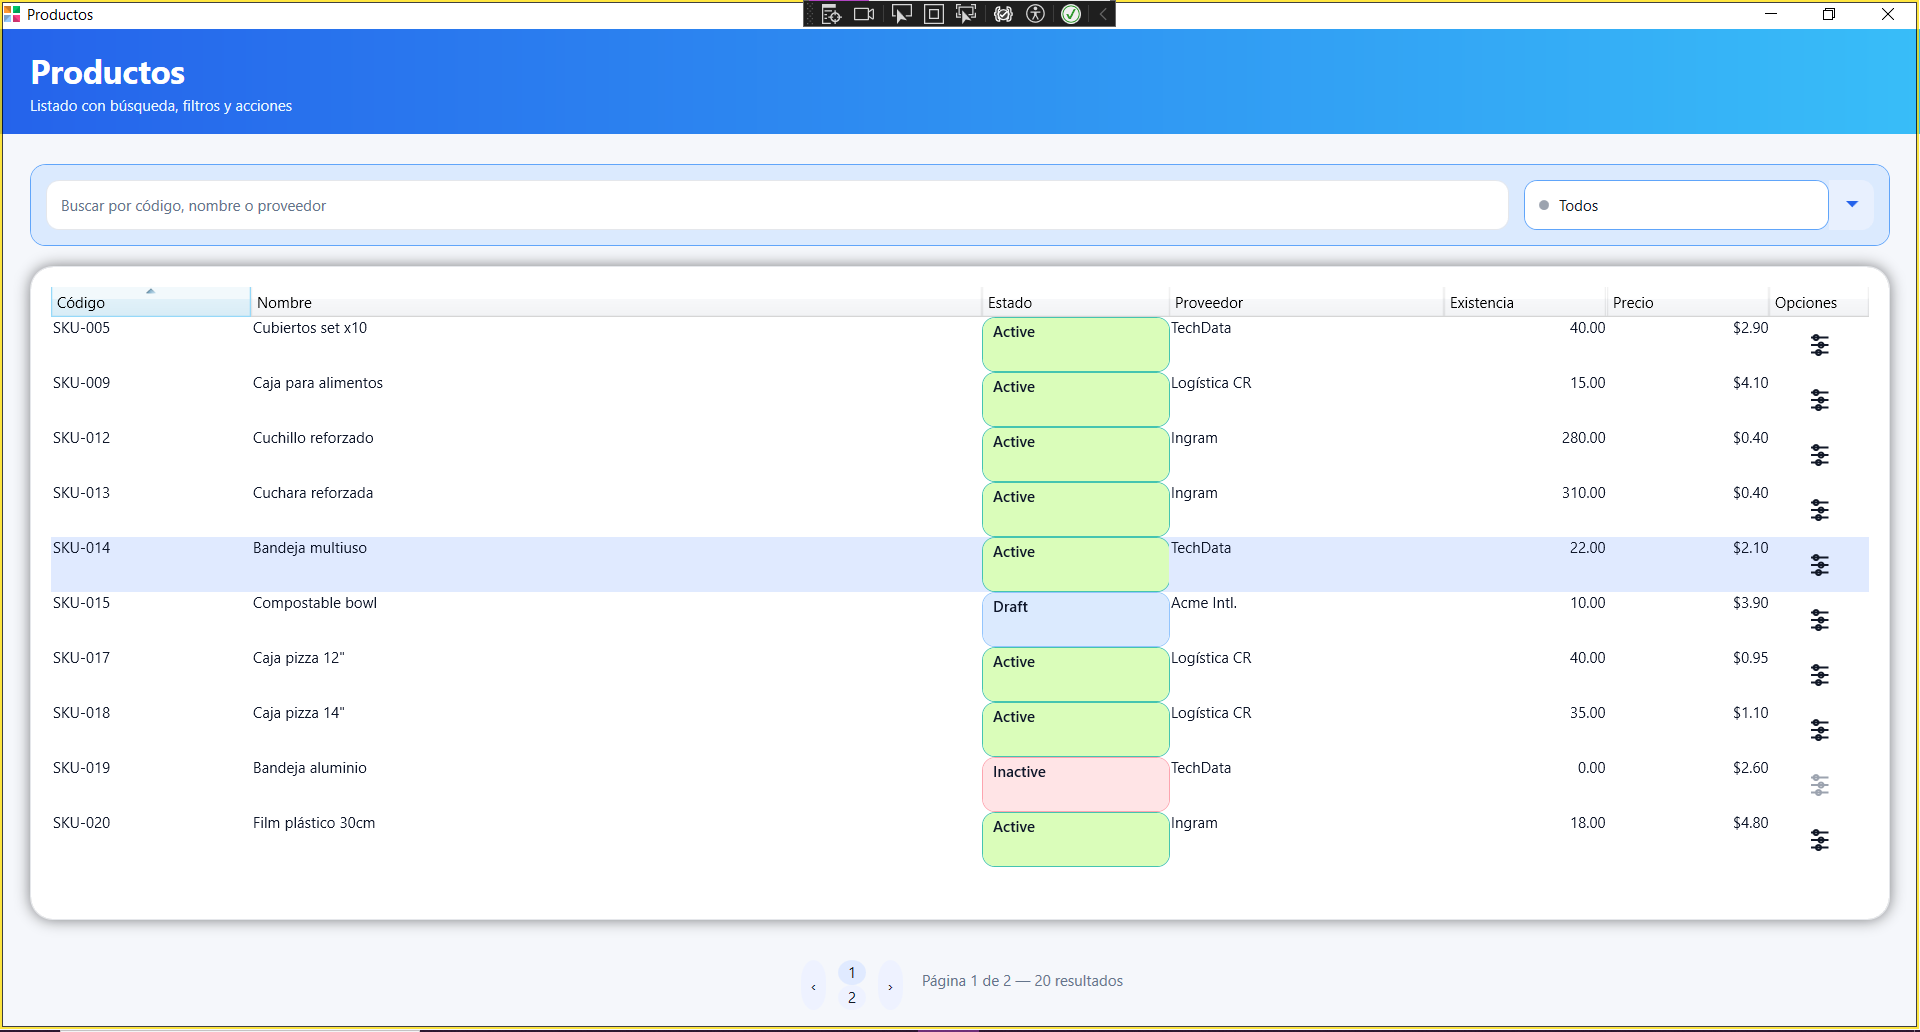 Productos
Productos
Listado con búsqueda, filtros y acciones
Buscar por código, nombre o proveedor
Todos
Código Nombre Estado Proveedor Existencia Precio Opciones
SKU-005 Cubiertos set x10 Active TechData 40.00 $2.90
SKU-009 Caja para alimentos Active Logística CR 15.00 $4.10
SKU-012 Cuchillo reforzado Active Ingram 280.00 $0.40
SKU-013 Cuchara reforzada Active Ingram 310.00 $0.40
SKU-014 Bandeja multiuso Active TechData 22.00 $2.10
SKU-015 Compostable bowl Draft Acme Intl. 10.00 $3.90
SKU-017 Caja pizza 12" Active Logística CR 40.00 $0.95
SKU-018 Caja pizza 14" Active Logística CR 35.00 $1.10
SKU-019 Bandeja aluminio Inactive TechData 0.00 $2.60
SKU-020 Film plástico 30cm Active Ingram 18.00 $4.80
‹ 1 › Página 1 de 2 — 20 resultados
2